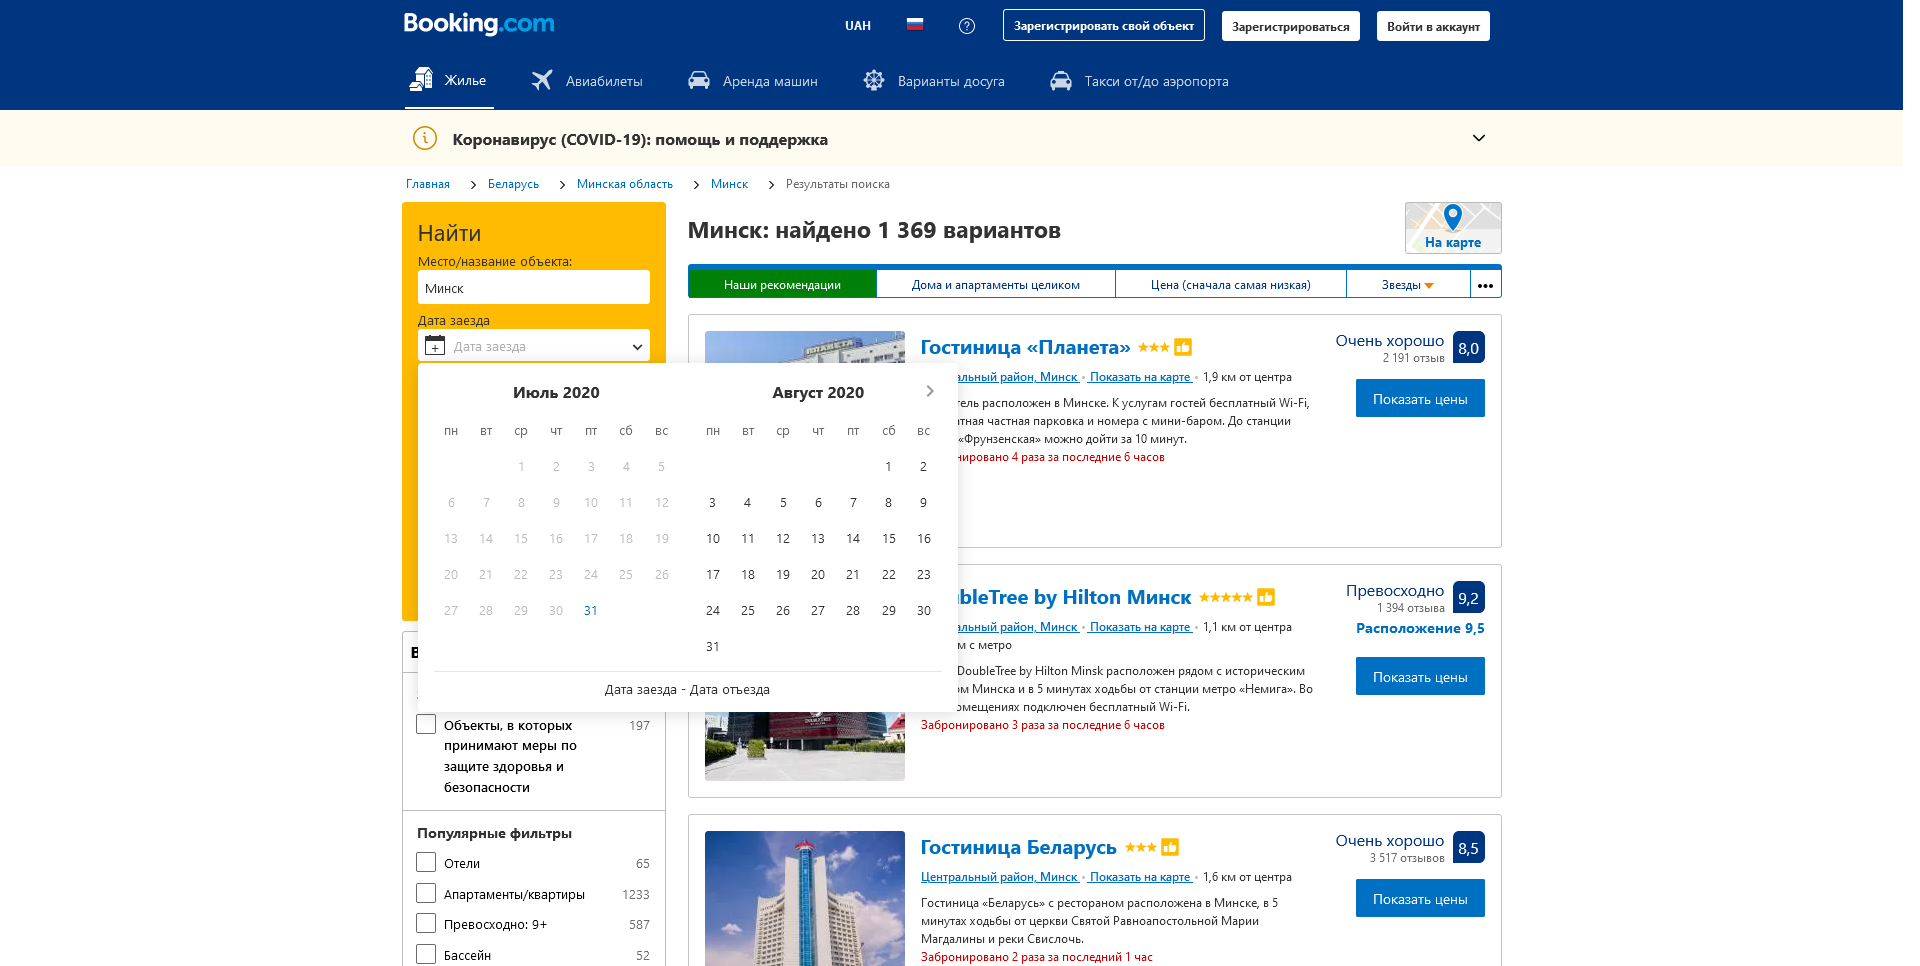 Booking.com
UAH
Зарегистрировать свой объект
Зарегистрироваться
Войти в аккаунт
Жилье
Авиабилеты
Аренда машин
Варианты досуга
Такси от/до аэропорта
Коронавирус (COVID-19): помощь и поддержка
Главная
Беларусь
Минская область
Минск
Результаты поиска
Найти
Место/название объекта:
Минск
Дата заезда
Дата заезда
Июль 2020
пн вт ср чт пт сб вс
1 2 3 4 5
6 7 8 9 10 11 12
13 14 15 16 17 18 19
20 21 22 23 24 25 26
27 28 29 30 31
Август 2020
пн вт ср чт пт сб вс
1 2
3 4 5 6 7 8 9
10 11 12 13 14 15 16
17 18 19 20 21 22 23
24 25 26 27 28 29 30
31
Дата заезда - Дата отъезда
Объекты, в которых 197
принимают меры по
защите здоровья и
безопасности
Популярные фильтры
Отели 65
Апартаменты/квартиры 1233
Превосходно: 9+ 587
Бассейн 52
Минск: найдено 1 369 вариантов
На карте
Наши рекомендации
Дома и апартаменты целиком
Цена (сначала самая низкая)
Звезды
ПЛАНЕТА
Гостиница «Планета»
альный район, Минск • Показать на карте • 1,9 км от центра
тель расположен в Минске. К услугам гостей бесплатный Wi-Fi,
атная частная парковка и номера с мини-баром. До станции
«Фрунзенская» можно дойти за 10 минут.
нировано 4 раза за последние 6 часов
Очень хорошо
2 191 отзыв
8,0
Показать цены
bleTree by Hilton Минск
альный район, Минск • Показать на карте • 1,1 км от центра
м с метро
DoubleTree by Hilton Minsk расположен рядом с историческим
ом Минска и в 5 минутах ходьбы от станции метро «Немига». Во
омещениях подключен бесплатный Wi-Fi.
Забронировано 3 раза за последние 6 часов
Превосходно
1 394 отзыва
9,2
Расположение 9,5
Показать цены
DOUBLETREE
Гостиница Беларусь
Центральный район, Минск • Показать на карте • 1,6 км от центра
Гостиница «Беларусь» с рестораном расположена в Минске, в 5
минутах ходьбы от церкви Святой Равноапостольной Марии
Магдалины и реки Свислочь.
Забронировано 2 раза за последний 1 час
Очень хорошо
3 517 отзывов
8,5
Показать цены